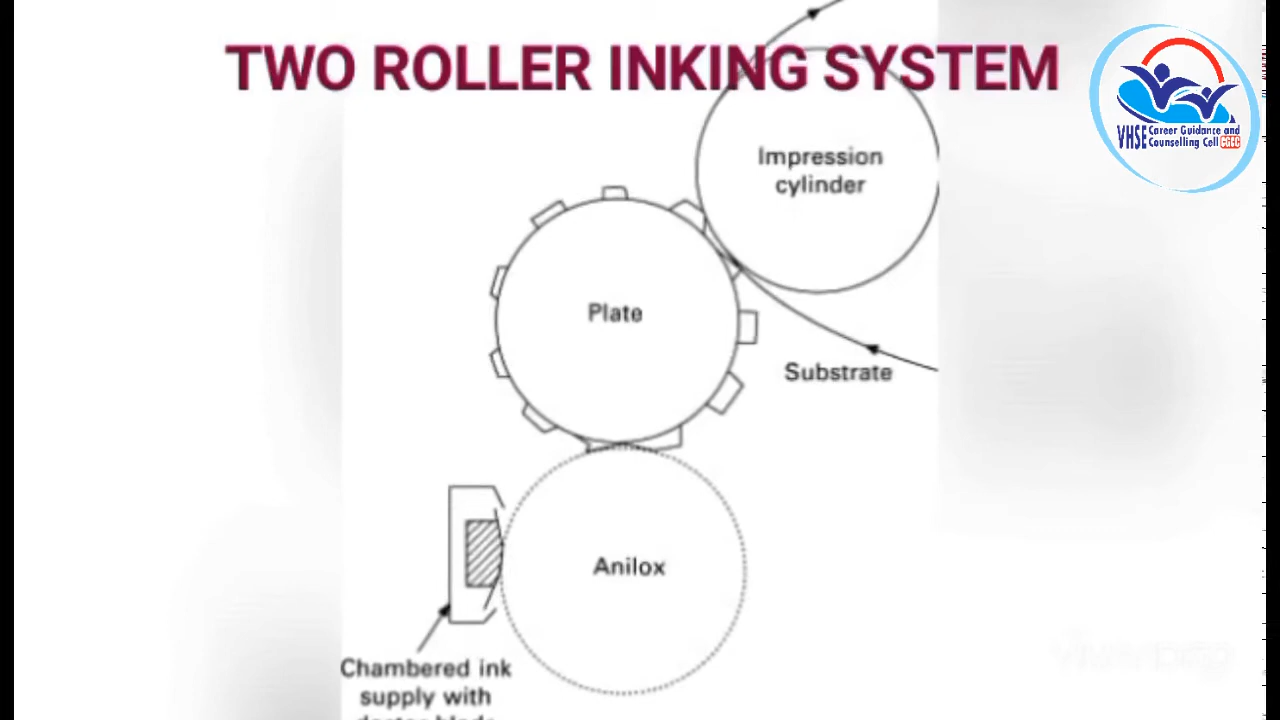 TWO ROLLER INKING SYSTEM
VHSE Career Guidance and
Counselling Cell CGCC
Impression
cylinder
Plate
Substrate
Anilox
Chambered ink
supply with